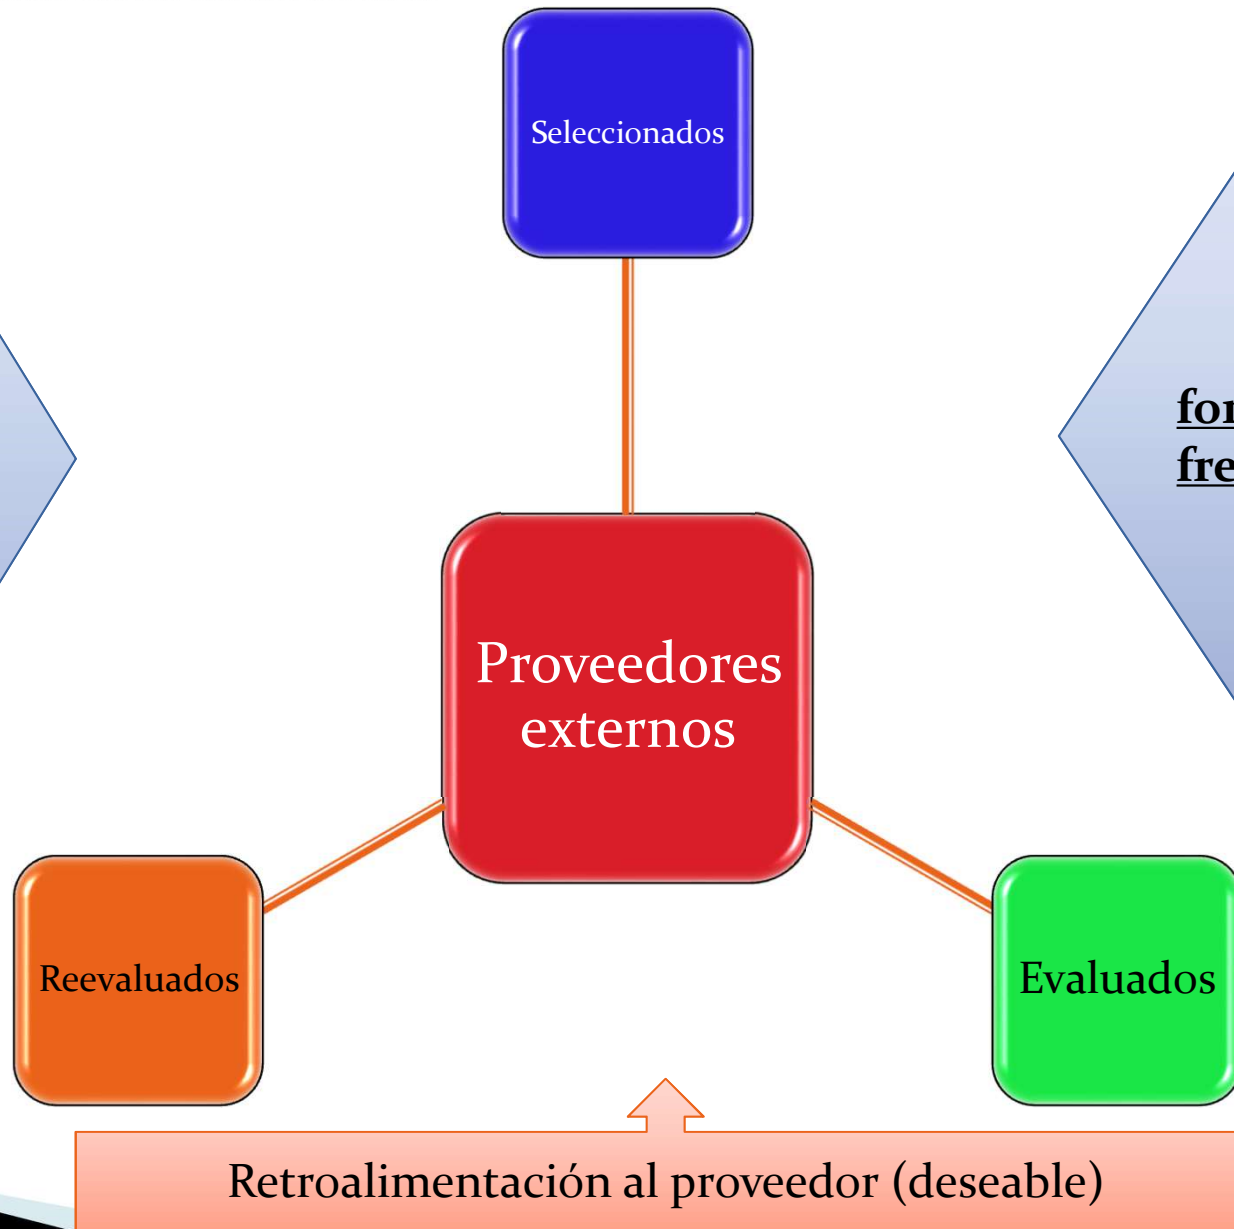 Seleccionados
Proveedores
externos
Reevaluados
Evaluados
Retroalimentación al proveedor (deseable)